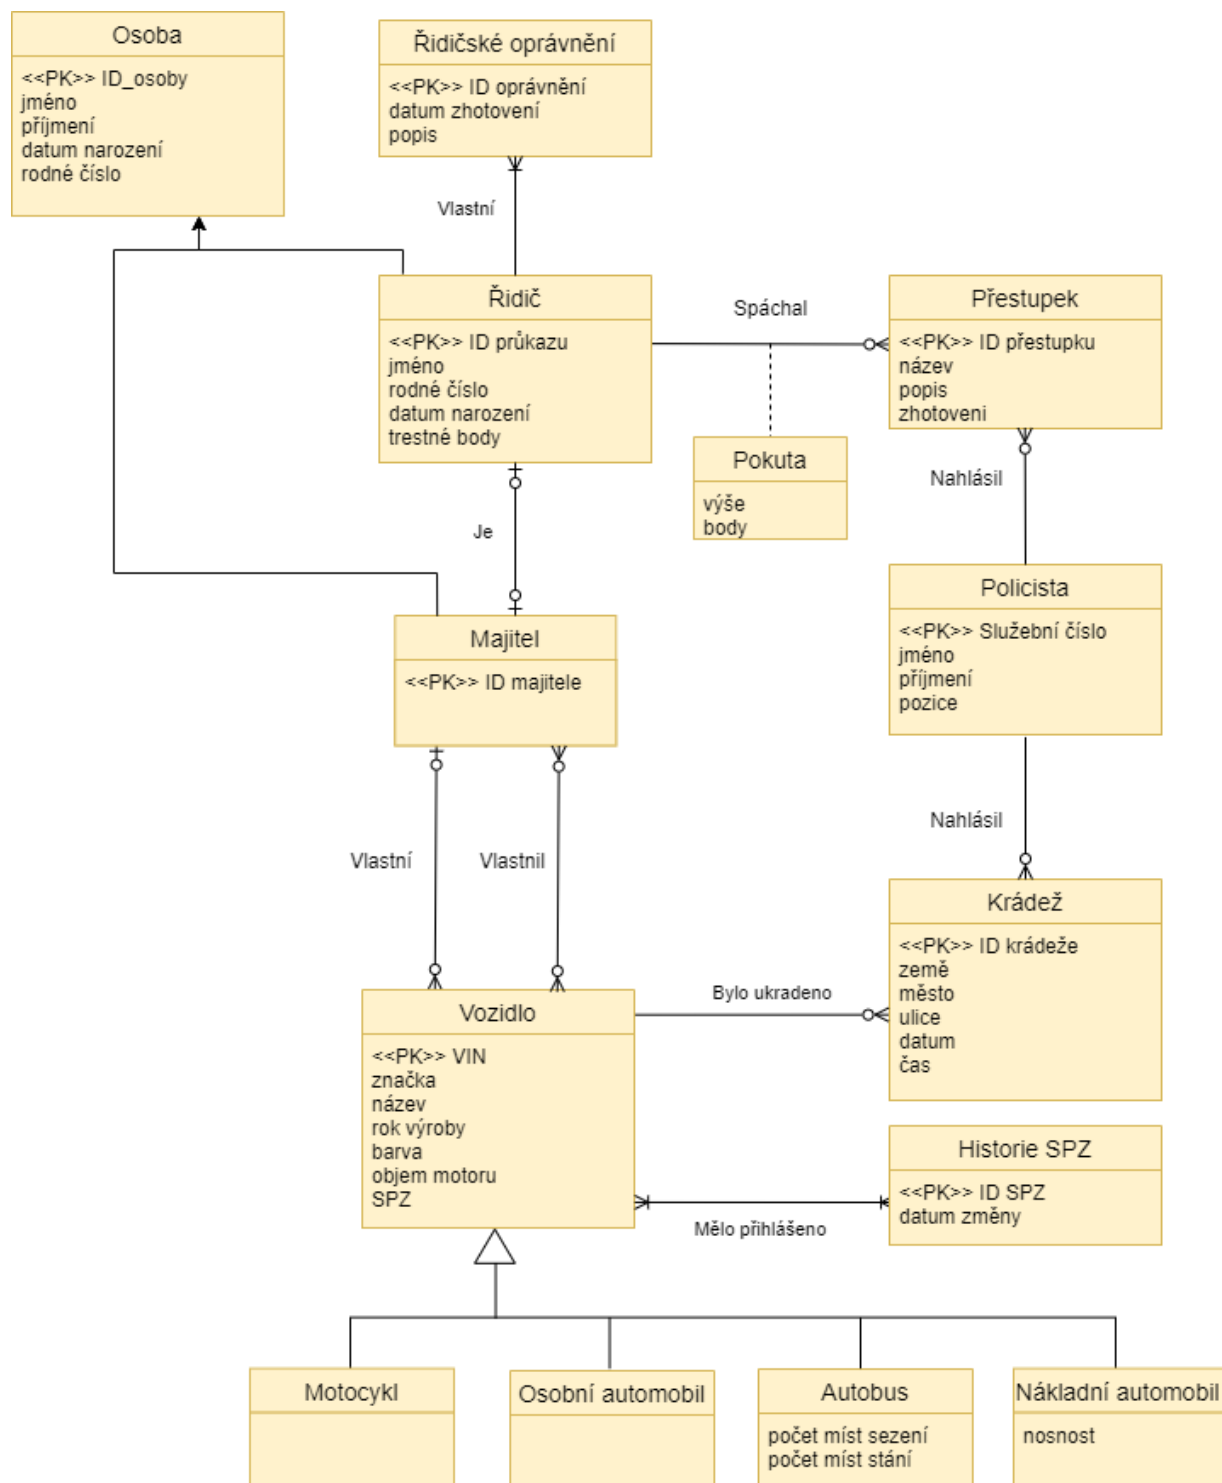 Osoba
<<PK>> ID_osoby
jméno
příjmení
datum narození
rodné číslo
Řidičské oprávnění
<<PK>> ID oprávnění
datum zhotovení
popis
Vlastní
Řidič
<<PK>> ID průkazu
jméno
rodné číslo
datum narození
trestné body
Spáchal
Přestupek
<<PK>> ID přestupku
název
popis
zhotoveni
Pokuta
výše
body
Nahlásil
Je
Policista
<<PK>> Služební číslo
jméno
příjmení
pozice
Majitel
<<PK>> ID majitele
Nahlásil
Vlastní
Vlastnil
Krádež
<<PK>> ID krádeže
země
město
ulice
datum
čas
Bylo ukradeno
Vozidlo
<<PK>> VIN
značka
název
rok výroby
barva
objem motoru
SPZ
Historie SPZ
<<PK>> ID SPZ
datum změny
Mělo přihlášeno
Motocykl
Osobní automobil
Autobus
počet míst sezení
počet míst stání
Nákladní automobil
nosnost